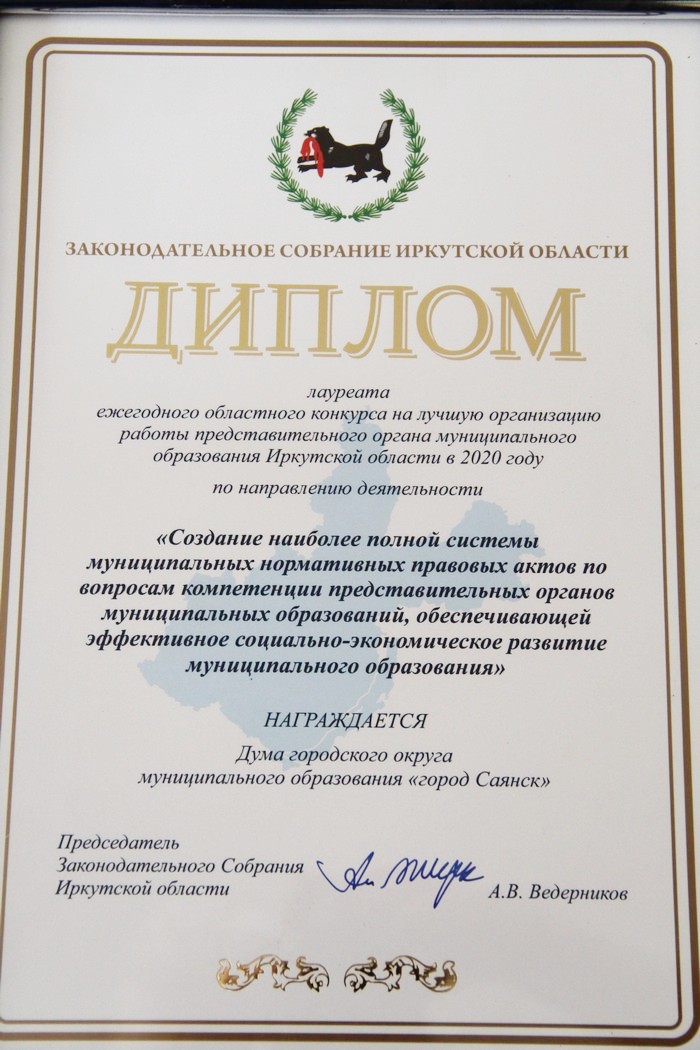 ЗАКОНОДАТЕЛЬНОЕ СОБРАНИЕ ИРКУТСКОЙ ОБЛАСТИ
ДИПЛОМ
лауреата
ежегодного областного конкурса на лучшую организацию
работы представительного органа муниципального
образования Иркутской области в 2020 году
по направлению деятельности
«Создание наиболее полной системы
муниципальных нормативных правовых актов по
вопросам компетенции представительных органов
муниципальных образований, обеспечивающей
эффективное социально-экономическое развитие
муниципального образования»
НАГРАЖДАЕТСЯ
Дума городского округа
муниципального образования «город Саянск»
Председатель
Законодательного Собрания
Иркутской области
А.В. Ведерников